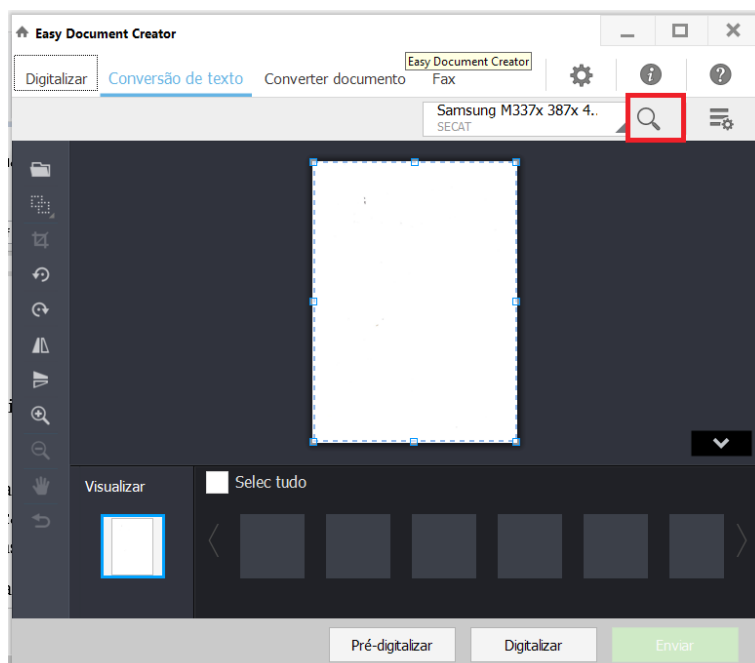 Easy Document Creator
Easy Document Creator
Digitalizar Conversão de texto Converter documento Fax
Samsung M337x 387x 4..
SECAT
Visualizar
Selec tudo
Pré-digitalizar Digitalizar Enviar